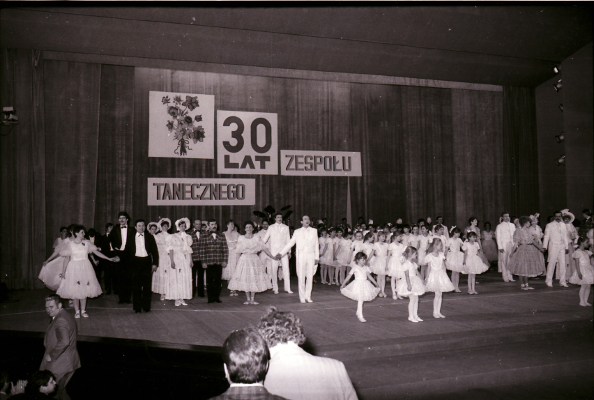 30
LAT
ZESPOŁU
TANECZNEGO